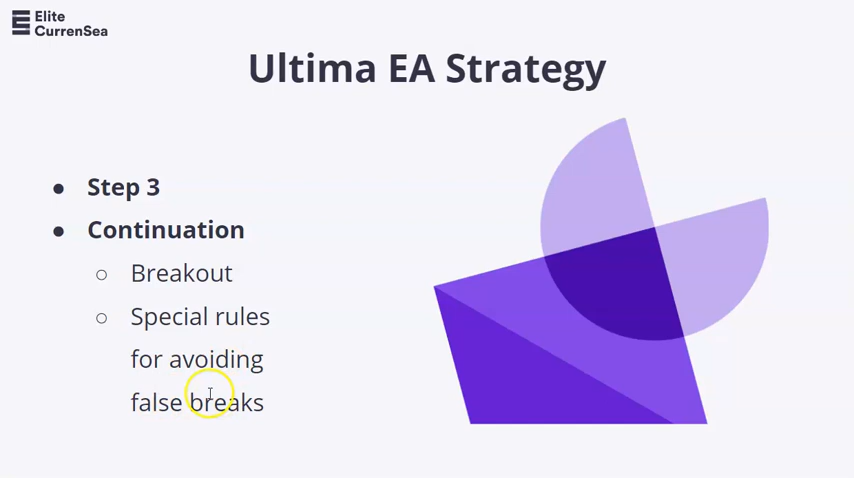 Elite
CurrenSea
Ultima EA Strategy
● Step 3
● Continuation
○ Breakout
○ Special rules
for avoiding
false breaks